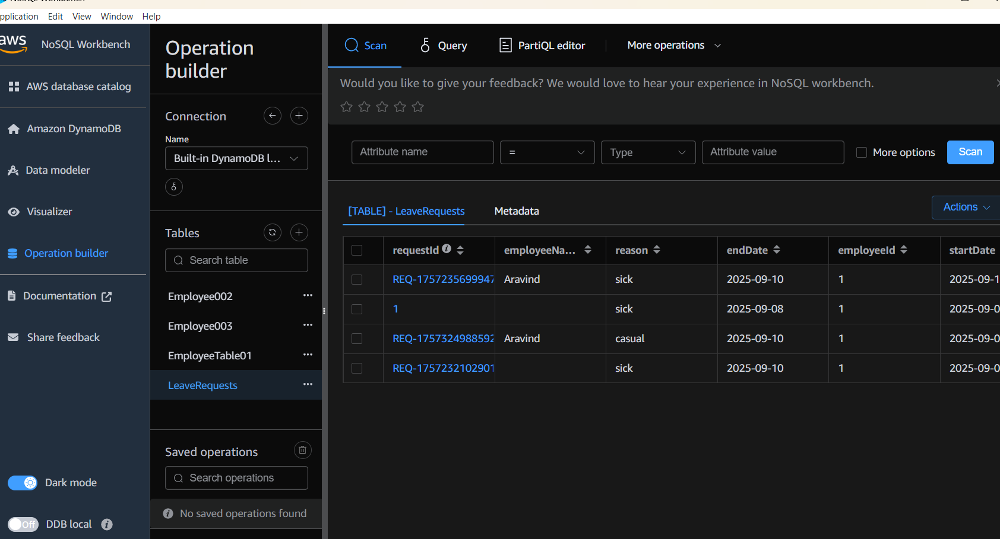 NoSQL Workbench
pplication Edit View Window Help
aws NoSQL Workbench
AWS database catalog
Amazon DynamoDB
Data modeler
Visualizer
Operation builder
Documentation
Share feedback
Dark mode
Off DDB local
Operation
builder
Connection
Name
Built-in DynamoDB l...
Tables
Search table
Employee002
Employee003
EmployeeTable01
LeaveRequests
Saved operations
Search operations
No saved operations found
Scan Query PartiQL editor More operations
Would you like to give your feedback? We would love to hear your experience in NoSQL workbench.
Attribute name = Type Attribute value More options Scan
[TABLE] - LeaveRequests Metadata Actions
requestId employeeNa... reason endDate employeeId startDate
REQ-1757235699947 Aravind sick 2025-09-10 1 2025-09-1
1 sick 2025-09-08 1 2025-09-0
REQ-1757324988592 Aravind casual 2025-09-10 1 2025-09-0
REQ-1757232102901 sick 2025-09-10 1 2025-09-0